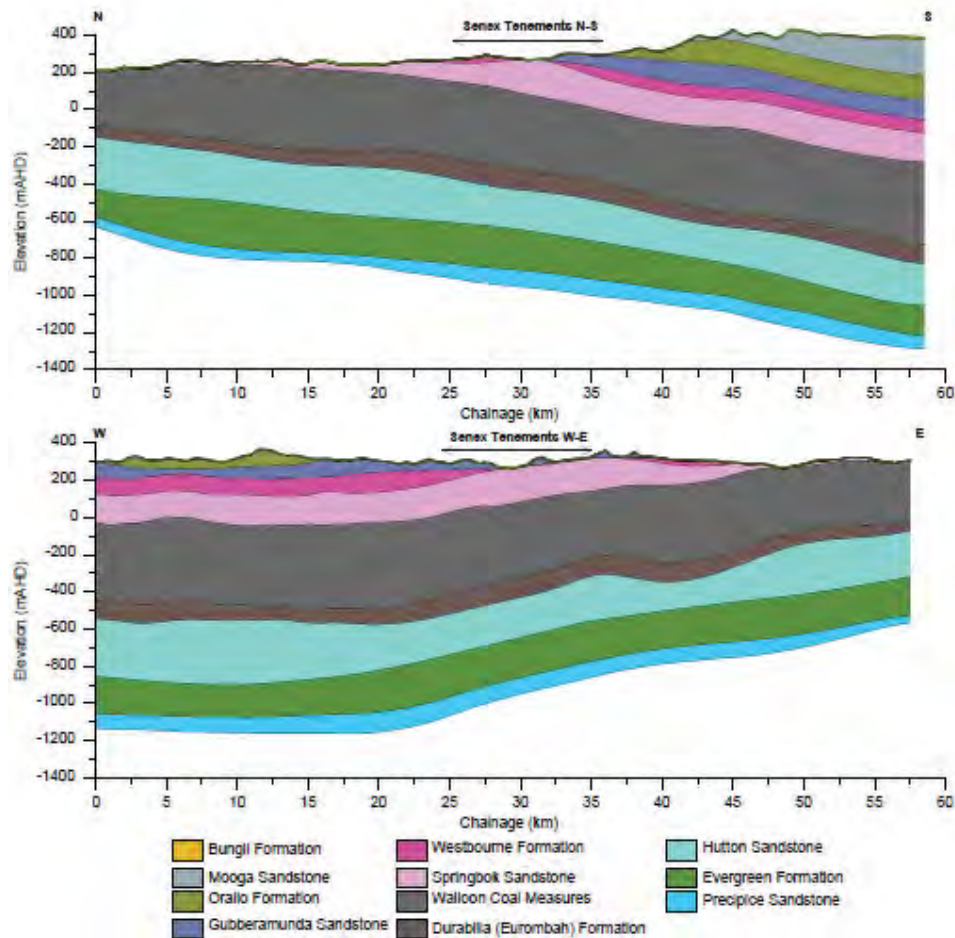 N
Senex Tenements N-S
S
400
200
0
-200
-400
-600
-800
-1000
-1200
-1400
Elevation (mAHD)
0 5 10 15 20 25 30 35 40 45 50 55 60
Chainage (km)
W
Senex Tenements W-E
E
400
200
0
-200
-400
-600
-800
-1000
-1200
-1400
Elevation (mAHD)
0 5 10 15 20 25 30 35 40 45 50 55 60
Chainage (km)
Bungil Formation
Mooga Sandstone
Orallo Formation
Gubberamunda Sandstone
Westbourne Formation
Springbok Sandstone
Walloon Coal Measures
Durabilla (Eurombah) Formation
Hutton Sandstone
Evergreen Formation
Precipice Sandstone